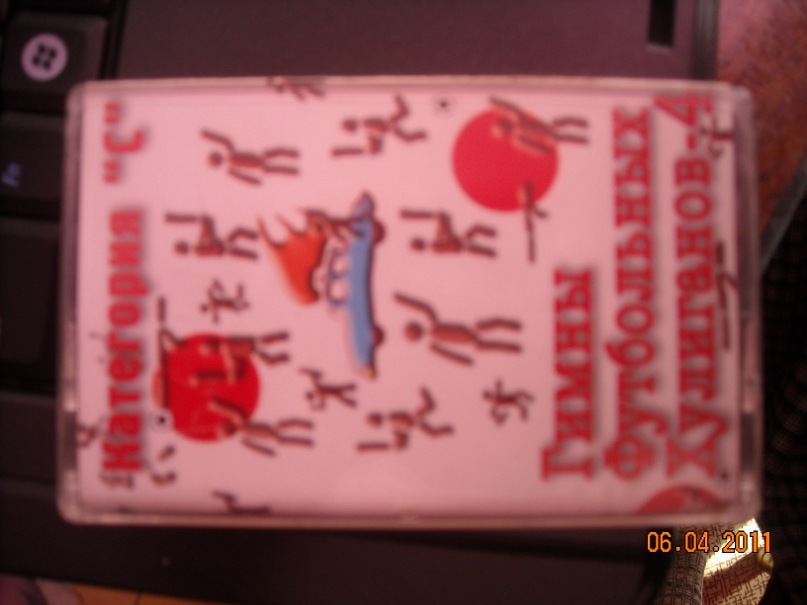 Категория "С"
Гимны
Футбольных
Хулиганов-4
06.04.2011